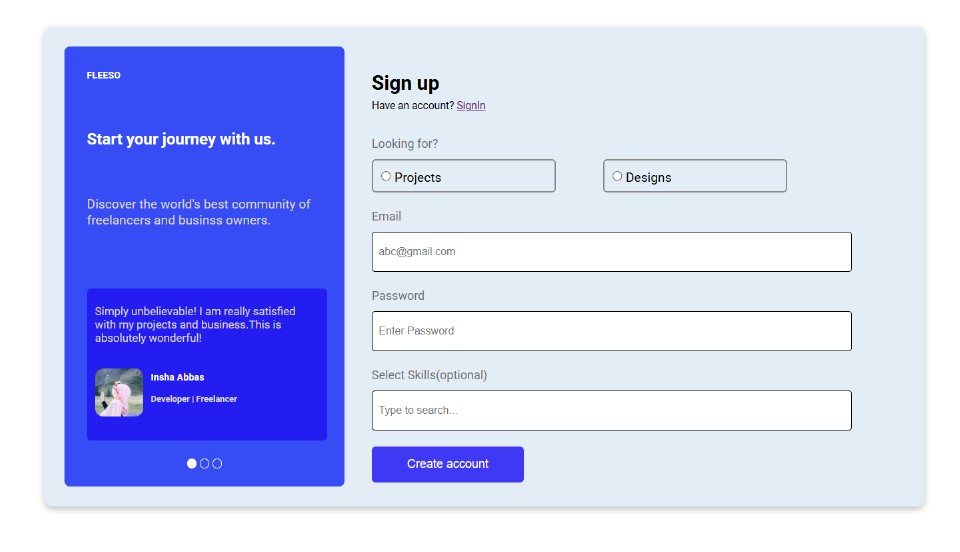 FLEESO
Start your journey with us.
Discover the world's best community of
freelancers and businss owners.
Simply unbelievable! I am really satisfied
with my projects and business.This is
absolutely wonderful!
Insha Abbas
Developer | Freelancer
Sign up
Have an account? SignIn
Looking for?
Projects
Designs
Email
abc@gmail.com
Password
Enter Password
Select Skills(optional)
Type to search...
Create account